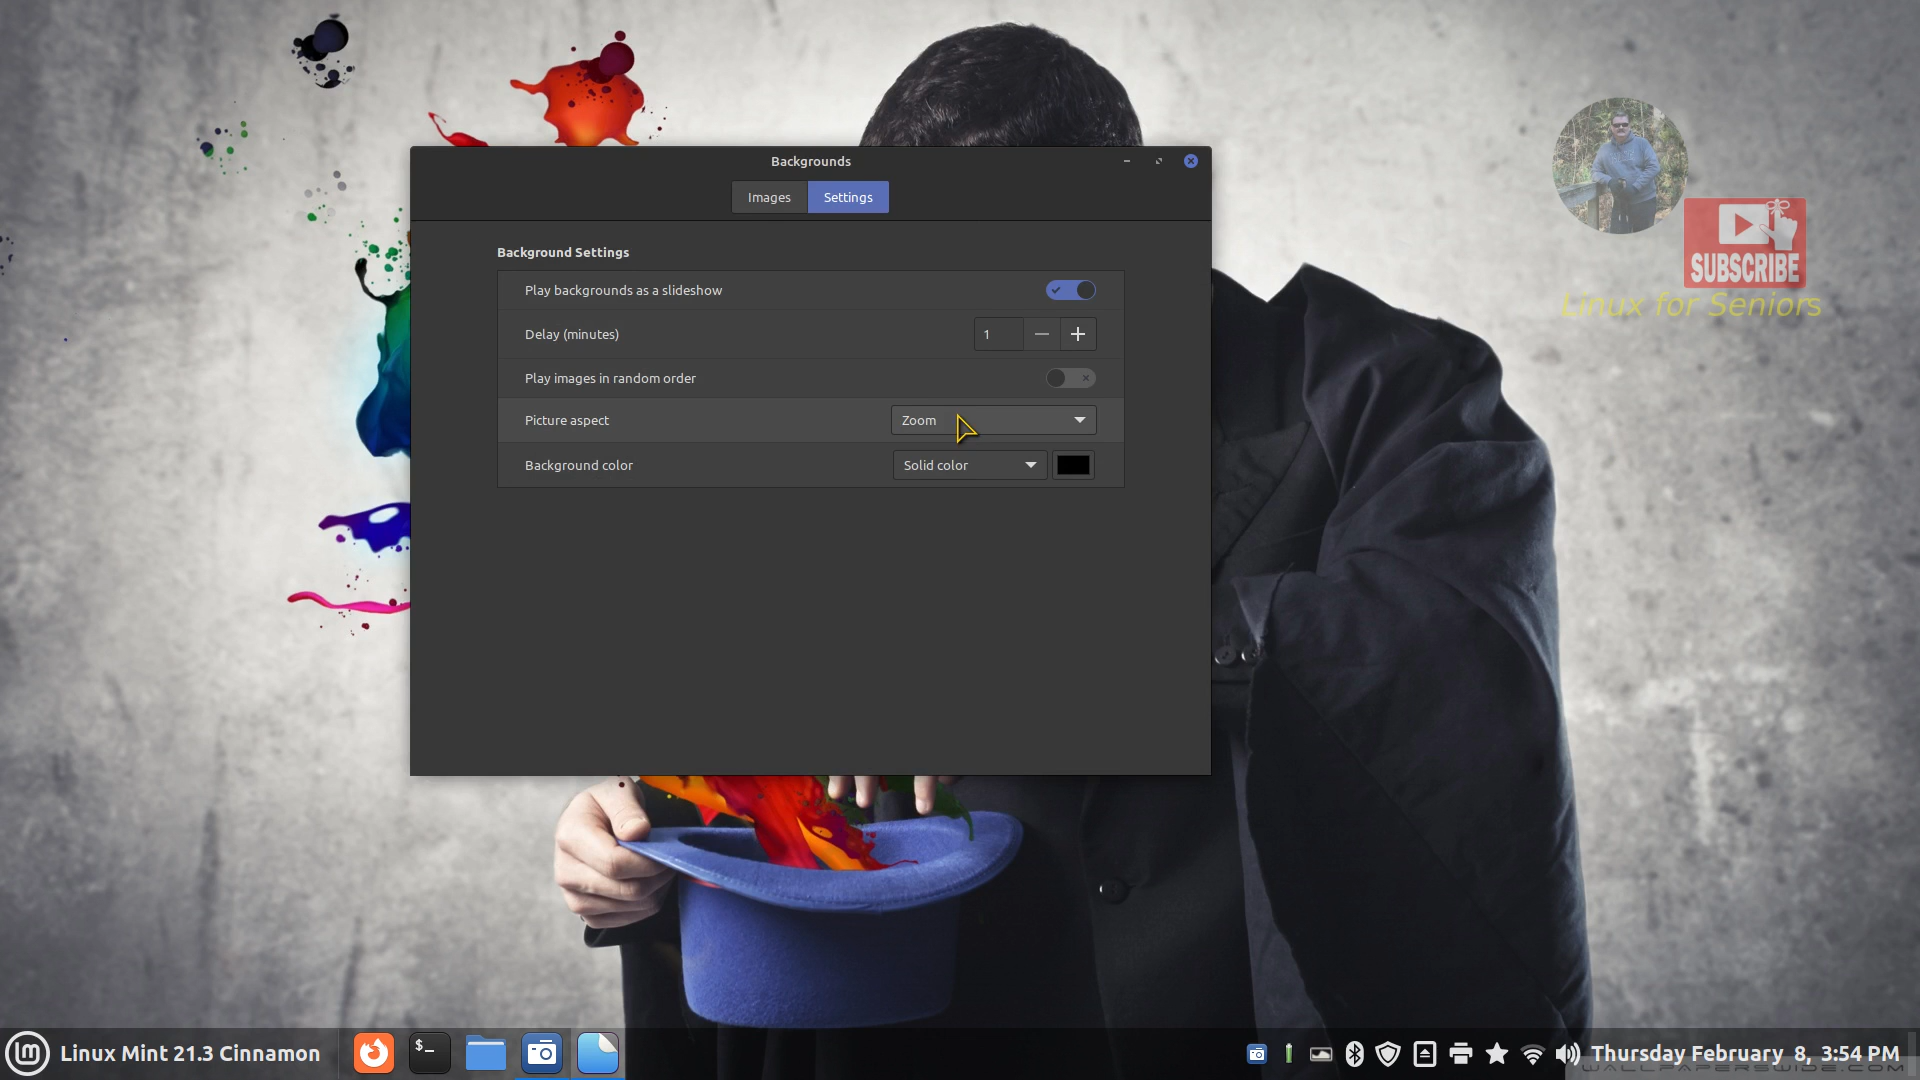 Backgrounds
Images
Settings
Background Settings
Play backgrounds as a slideshow
Delay (minutes)
1
Play images in random order
Picture aspect
Zoom
Background color
Solid color
SUBSCRIBE
Linux for Seniors
$_
Linux Mint 21.3 Cinnamon
Thursday February 8, 3:54 PM
WALLPAPERSWIDE.COM